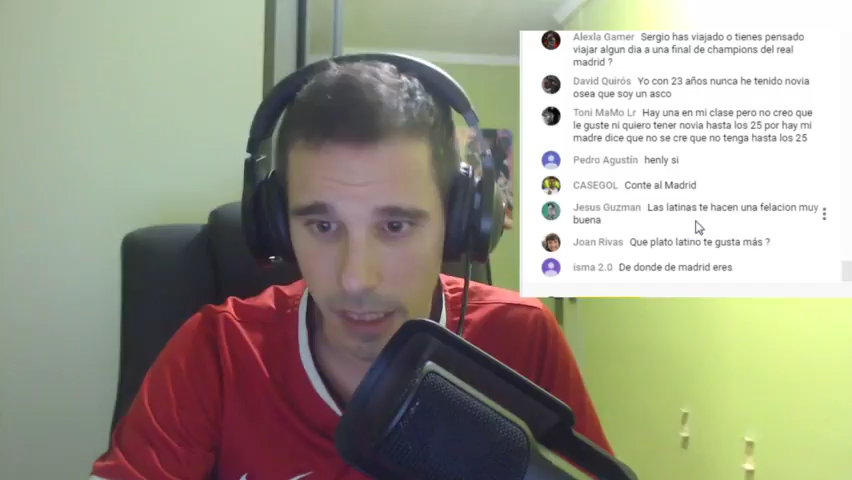 Alexla Gamer Sergio has viajado o tienes pensado
viajar algun dia a una final de champions del real
madrid ?
David Quirós Yo con 23 años nunca he tenido novia
osea que soy un asco
Toni MaMo Lr Hay una en mi clase pero no creo que
le guste ni quiero tener novia hasta los 25 por hay mi
madre dice que no se cre que no tenga hasta los 25
Pedro Agustín henly si
CASEGOL Conte al Madrid
Jesus Guzman Las latinas te hacen una felacion muy
buena
Joan Rivas Que plato latino te gusta más ?
isma 2.0 De donde de madrid eres